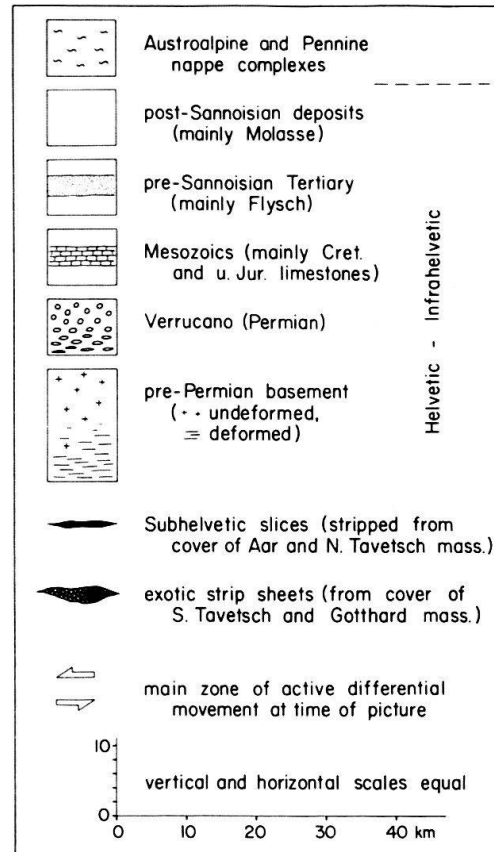 Austroalpine and Pennine
nappe complexes
post-Sannoisian deposits
(mainly Molasse)
pre-Sannoisian Tertiary
(mainly Flysch)
Mesozoics (mainly Cret.
and u. Jur. limestones)
Verrucano (Permian)
pre-Permian basement
(++ undeformed,
deformed)
Helvetic - Infrahelvetic
Subhelvetic slices (stripped from
cover of Aar and N. Tavetsch mass.)
exotic strip sheets (from cover of
S. Tavetsch and Gotthard mass.)
main zone of active differential
movement at time of picture
10
vertical and horizontal scales equal
0
0 10 20 30 40 km